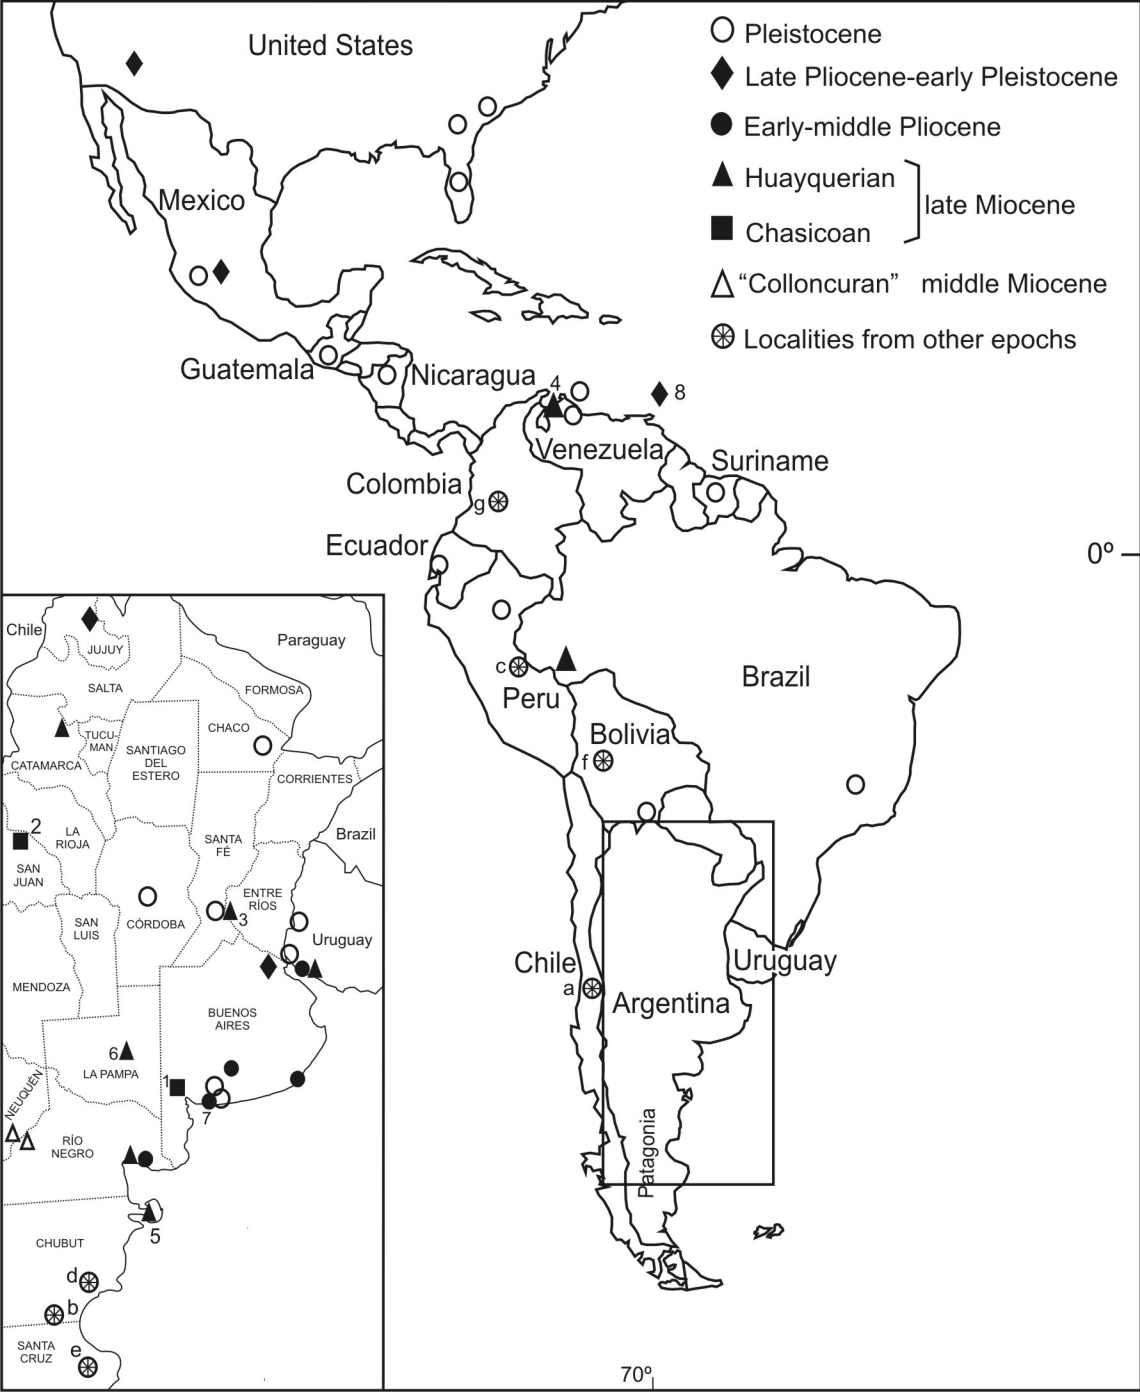 United States
Pleistocene
Late Pliocene-early Pleistocene
Early-middle Pliocene
Huayquerian
late Miocene
Chasicoan
“Colloncuran” middle Miocene
Localities from other epochs
Mexico
Guatemala
Nicaragua
4
8
Venezuela
Suriname
Colombia
g
Ecuador
0º
c
Peru
Brazil
Bolivia
f
Chile
a
Argentina
Uruguay
Patagonia
70º
Chile
Paraguay
JUJUY
SALTA
FORMOSA
CHACO
TUCU-
MAN
CATAMARCA
SANTIAGO
DEL
ESTERO
CORRIENTES
2
LA
RIOJA
SANTA
FÉ
Brazil
SAN
JUAN
ENTRE
RÍOS
3
SAN
LUIS
CÓRDOBA
Uruguay
MENDOZA
BUENOS
AIRES
6
LA PAMPA
1
7
NEUQUÉN
RÍO
NEGRO
5
CHUBUT
d
b
SANTA
CRUZ
e